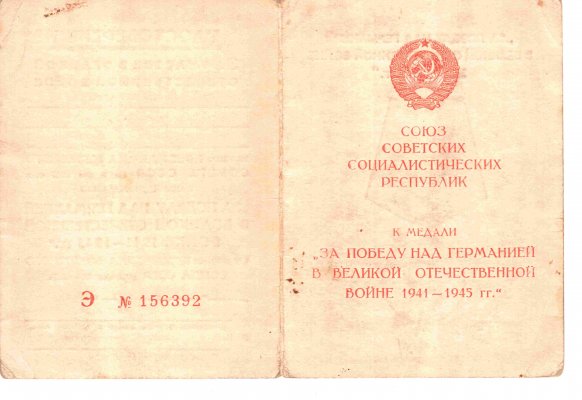 Э № 156392
СОЮЗ
СОВЕТСКИХ
СОЦИАЛИСТИЧЕСКИХ
РЕСПУБЛИК
К МЕДАЛИ
„ЗА ПОБЕДУ НАД ГЕРМАНИЕЙ
В ВЕЛИКОЙ ОТЕЧЕСТВЕННОЙ
ВОЙНЕ 1941—1945 гг.“